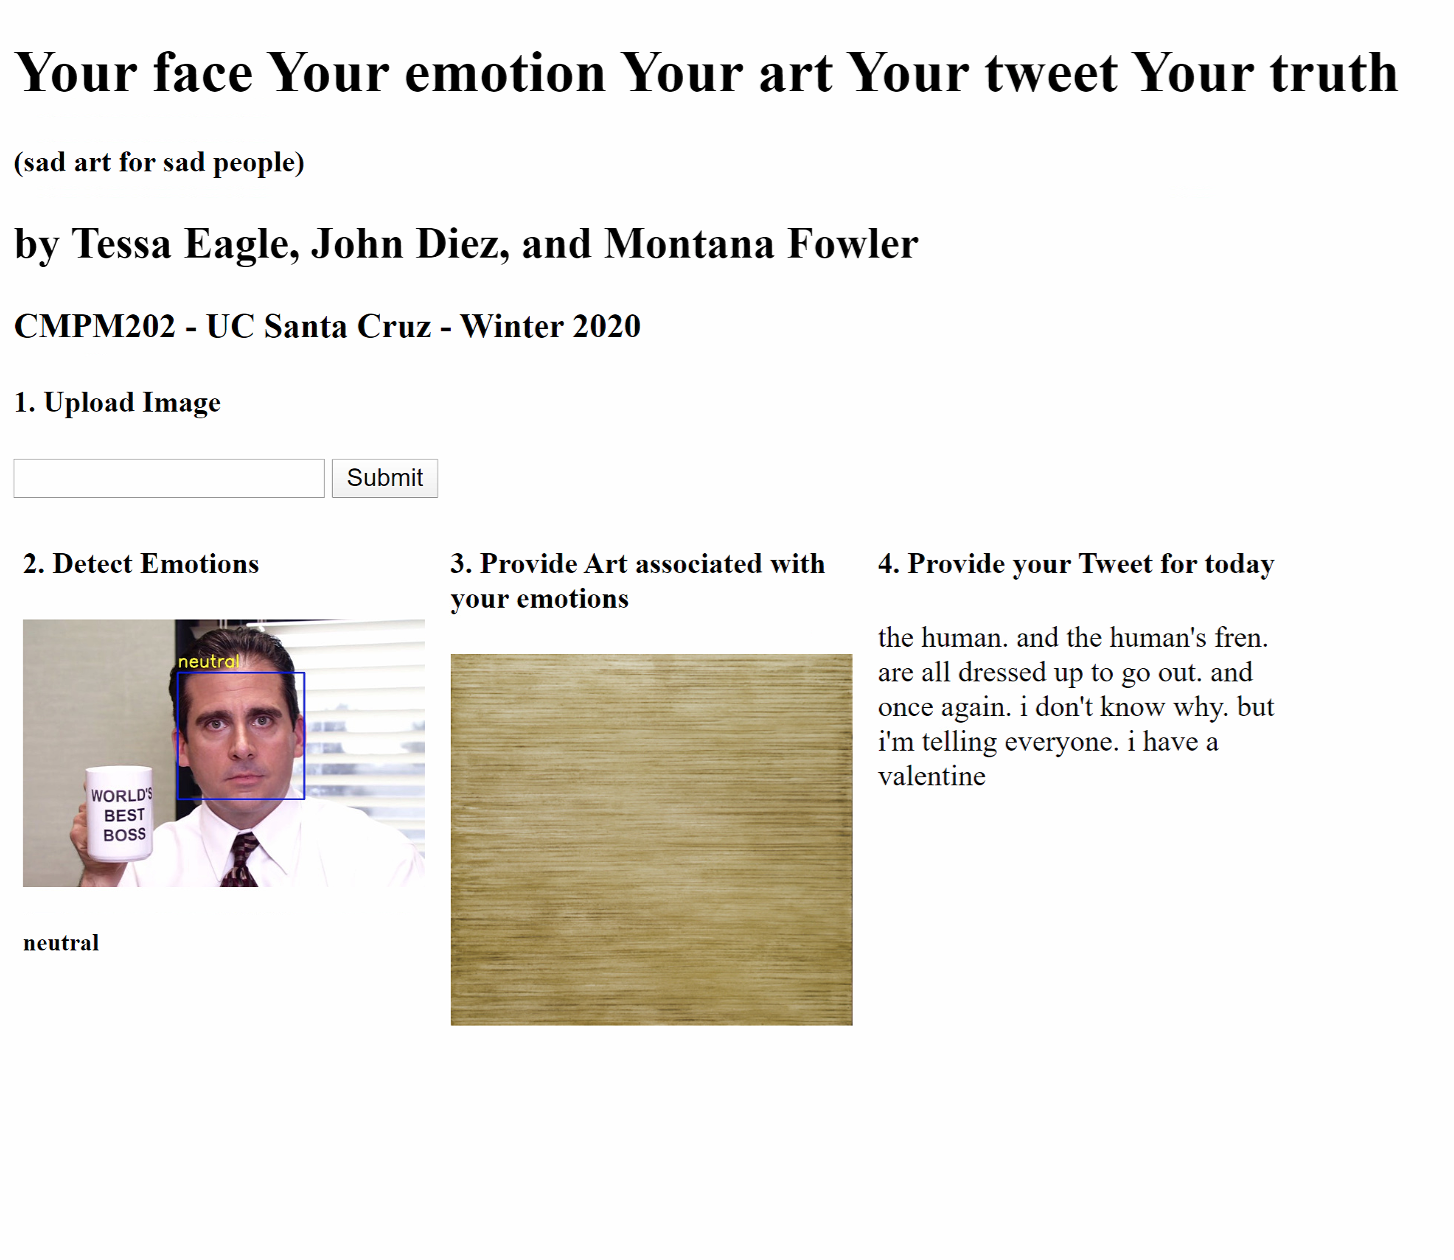 Your face Your emotion Your art Your tweet Your truth
(sad art for sad people)
by Tessa Eagle, John Diez, and Montana Fowler
CMPM202 - UC Santa Cruz - Winter 2020
1. Upload Image
Submit
2. Detect Emotions
neutral
WORLD'S
BEST
BOSS
neutral
3. Provide Art associated with
your emotions
4. Provide your Tweet for today
the human. and the human's fren.
are all dressed up to go out. and
once again. i don't know why. but
i'm telling everyone. i have a
valentine